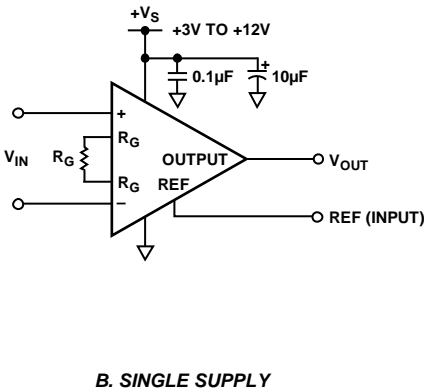 +VS
+3V TO +12V
+
0.1µF
10µF
+
RG
VIN
RG
OUTPUT
VOUT
RG
REF
–
REF (INPUT)
B. SINGLE SUPPLY